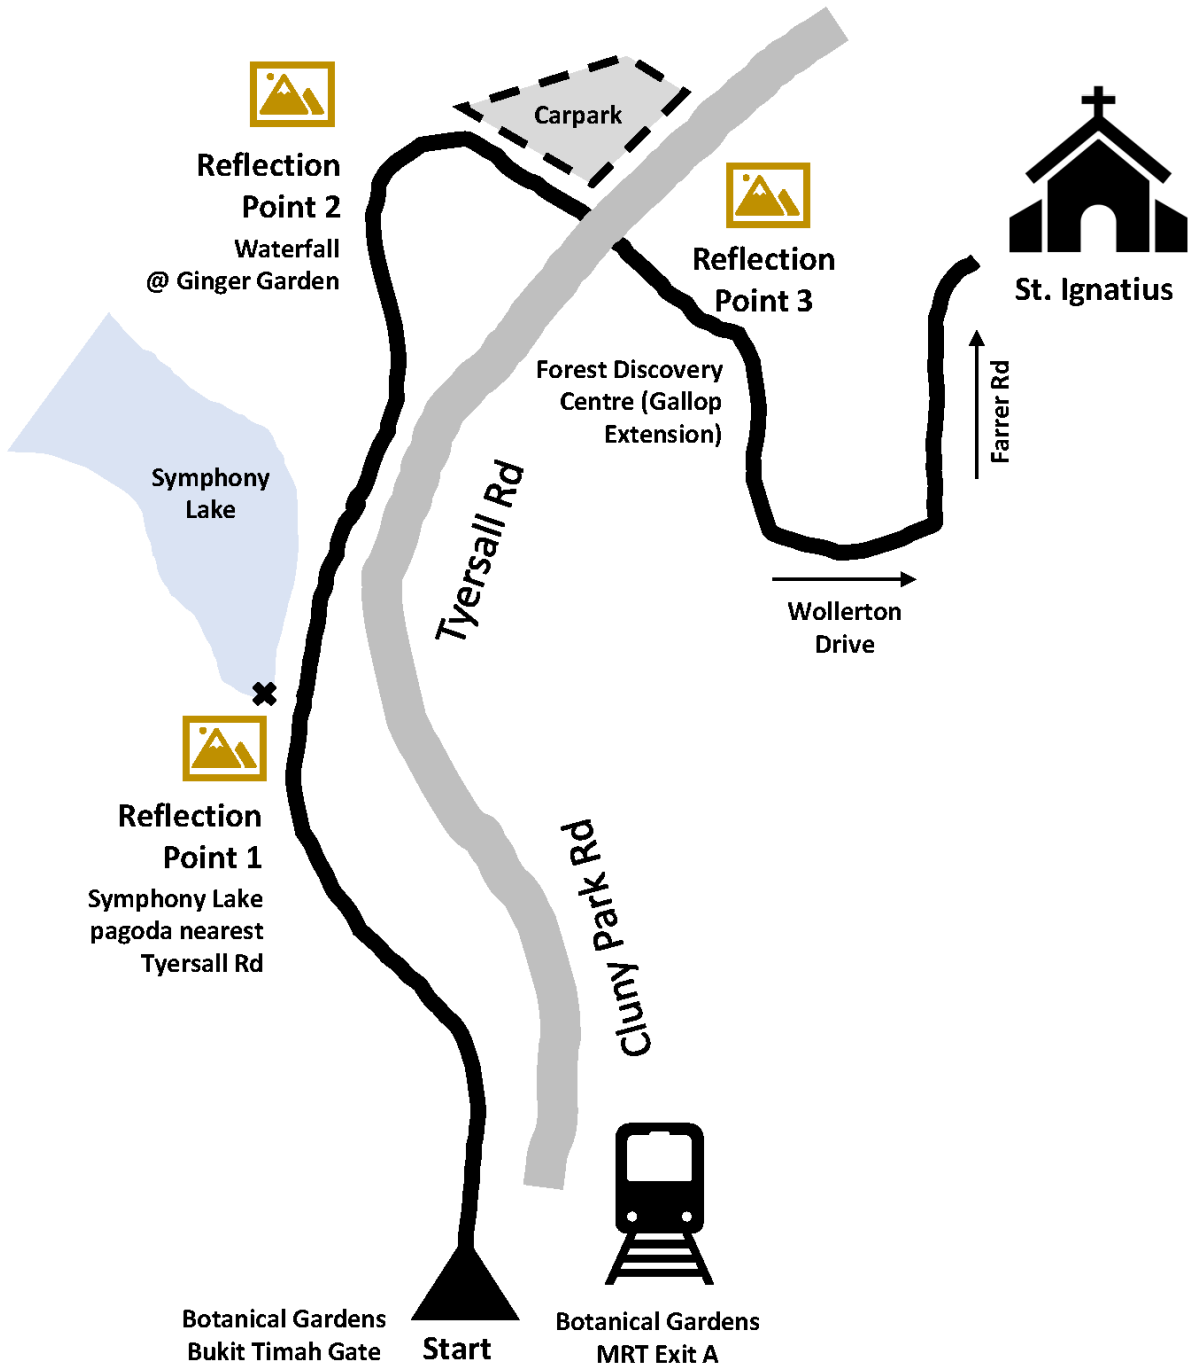 Carpark
Reflection
Point 2
Waterfall
@ Ginger Garden
Reflection
Point 3
St. Ignatius
Forest Discovery
Centre (Gallop
Extension)
Farrer Rd
Symphony
Lake
Tyersall Rd
Wollerton
Drive
Reflection
Point 1
Symphony Lake
pagoda nearest
Tyersall Rd
Cluny Park Rd
Botanical Gardens
Bukit Timah Gate
Start
Botanical Gardens
MRT Exit A